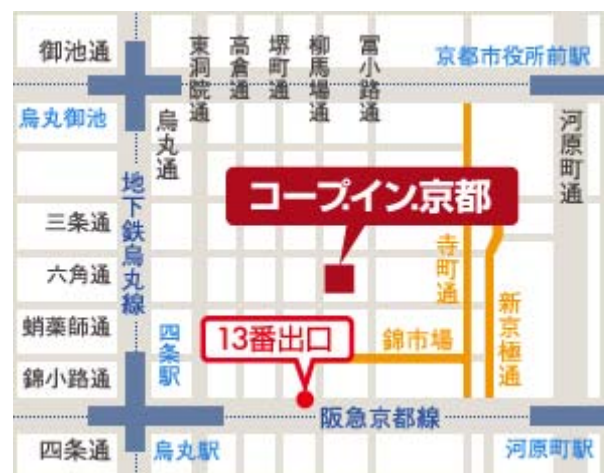 御池通
東洞院通
高倉通
堺町通
柳馬場通
冨小路通
京都市役所前駅
烏丸御池
烏丸通
河原町通
地下鉄烏丸線
コープ.イン.京都
三条通
六角通
寺町通
新京極通
蛸薬師通
四条駅
13番出口
錦市場
錦小路通
阪急京都線
四条通
烏丸駅
河原町駅